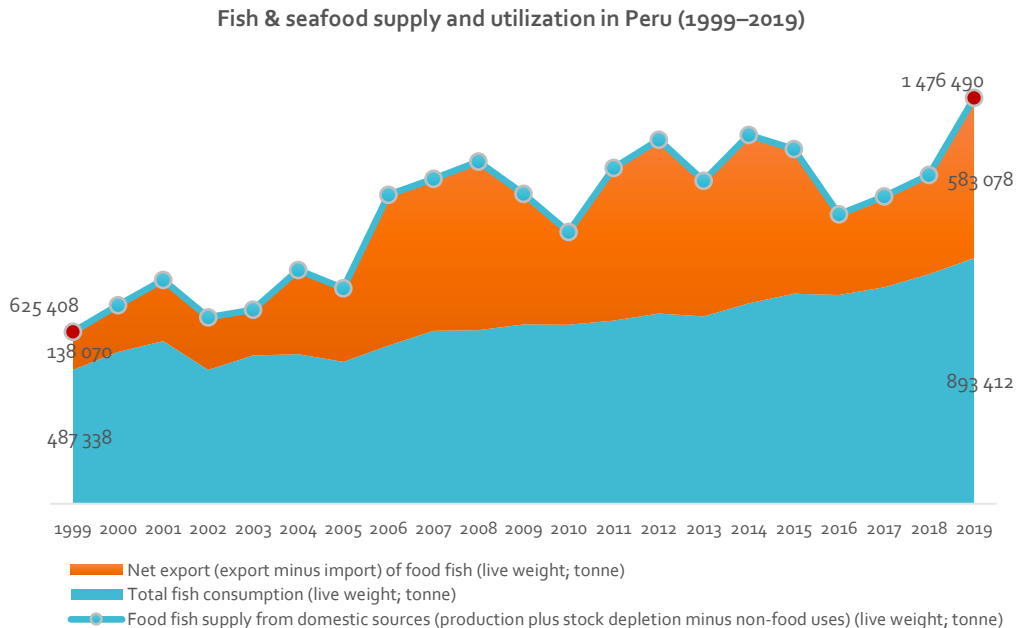 Fish & seafood supply and utilization in Peru (1999–2019)
1 476 490
583 078
625 408
138 070
893 412
487 338
1999 2000 2001 2002 2003 2004 2005 2006 2007 2008 2009 2010 2011 2012 2013 2014 2015 2016 2017 2018 2019
Net export (export minus import) of food fish (live weight; tonne)
Total fish consumption (live weight; tonne)
Food fish supply from domestic sources (production plus stock depletion minus non-food uses) (live weight; tonne)